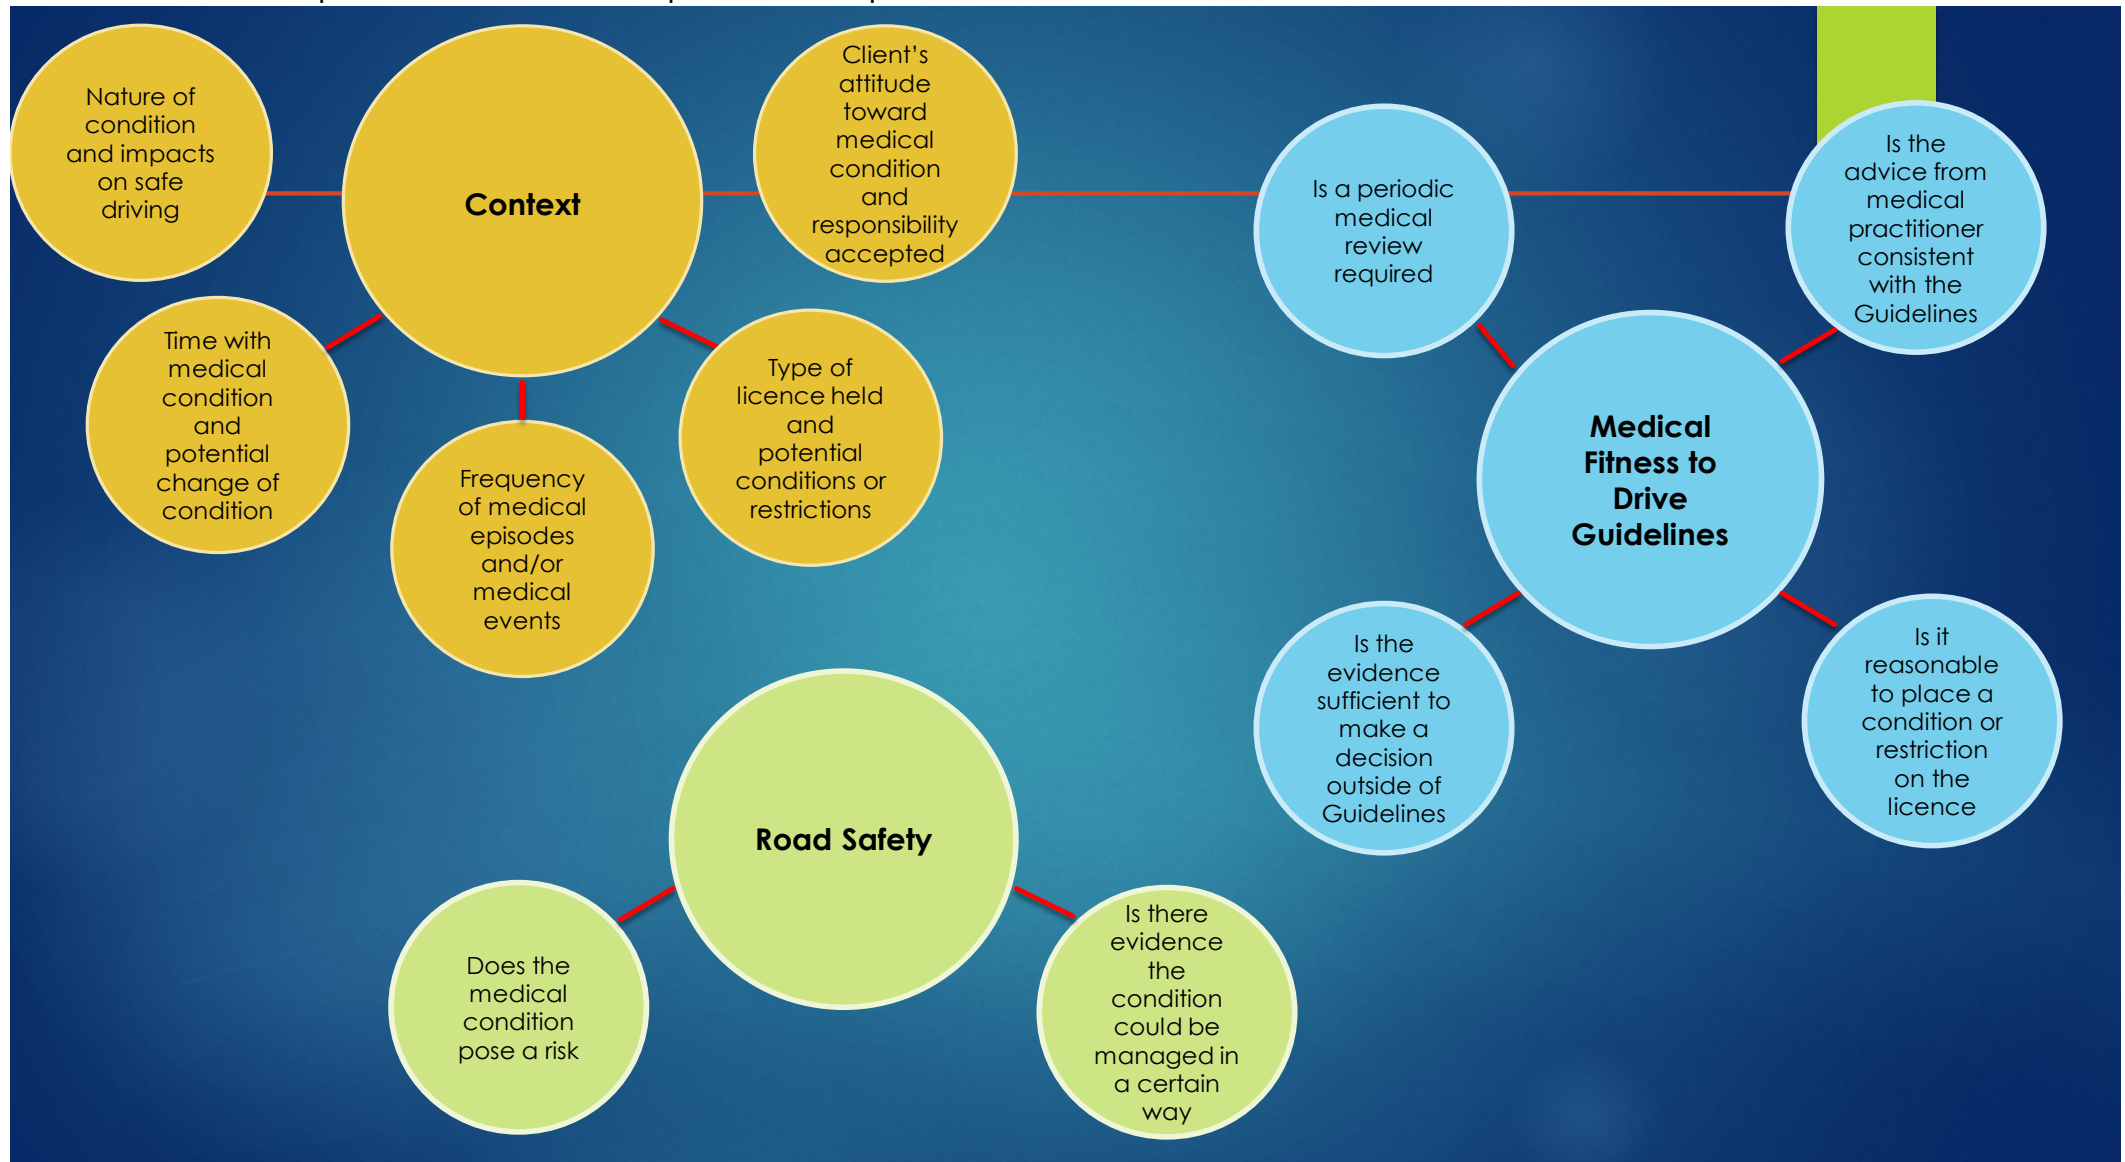 Nature of
condition
and impacts
on safe
driving
Context
Client's
attitude
toward
medical
condition
and
responsibility
accepted
Time with
medical
condition
and
potential
change of
condition
Frequency
of medical
episodes
and/or
medical
events
Type of
licence held
and
potential
conditions or
restrictions
Is a periodic
medical
review
required
Is the
advice from
medical
practitioner
consistent
with the
Guidelines
Medical
Fitness to
Drive
Guidelines
Is the
evidence
sufficient to
make a
decision
outside of
Guidelines
Is it
reasonable
to place a
condition or
restriction
on the
licence
Road Safety
Does the
medical
condition
pose a risk
Is there
evidence
the
condition
could be
managed in
a certain
way